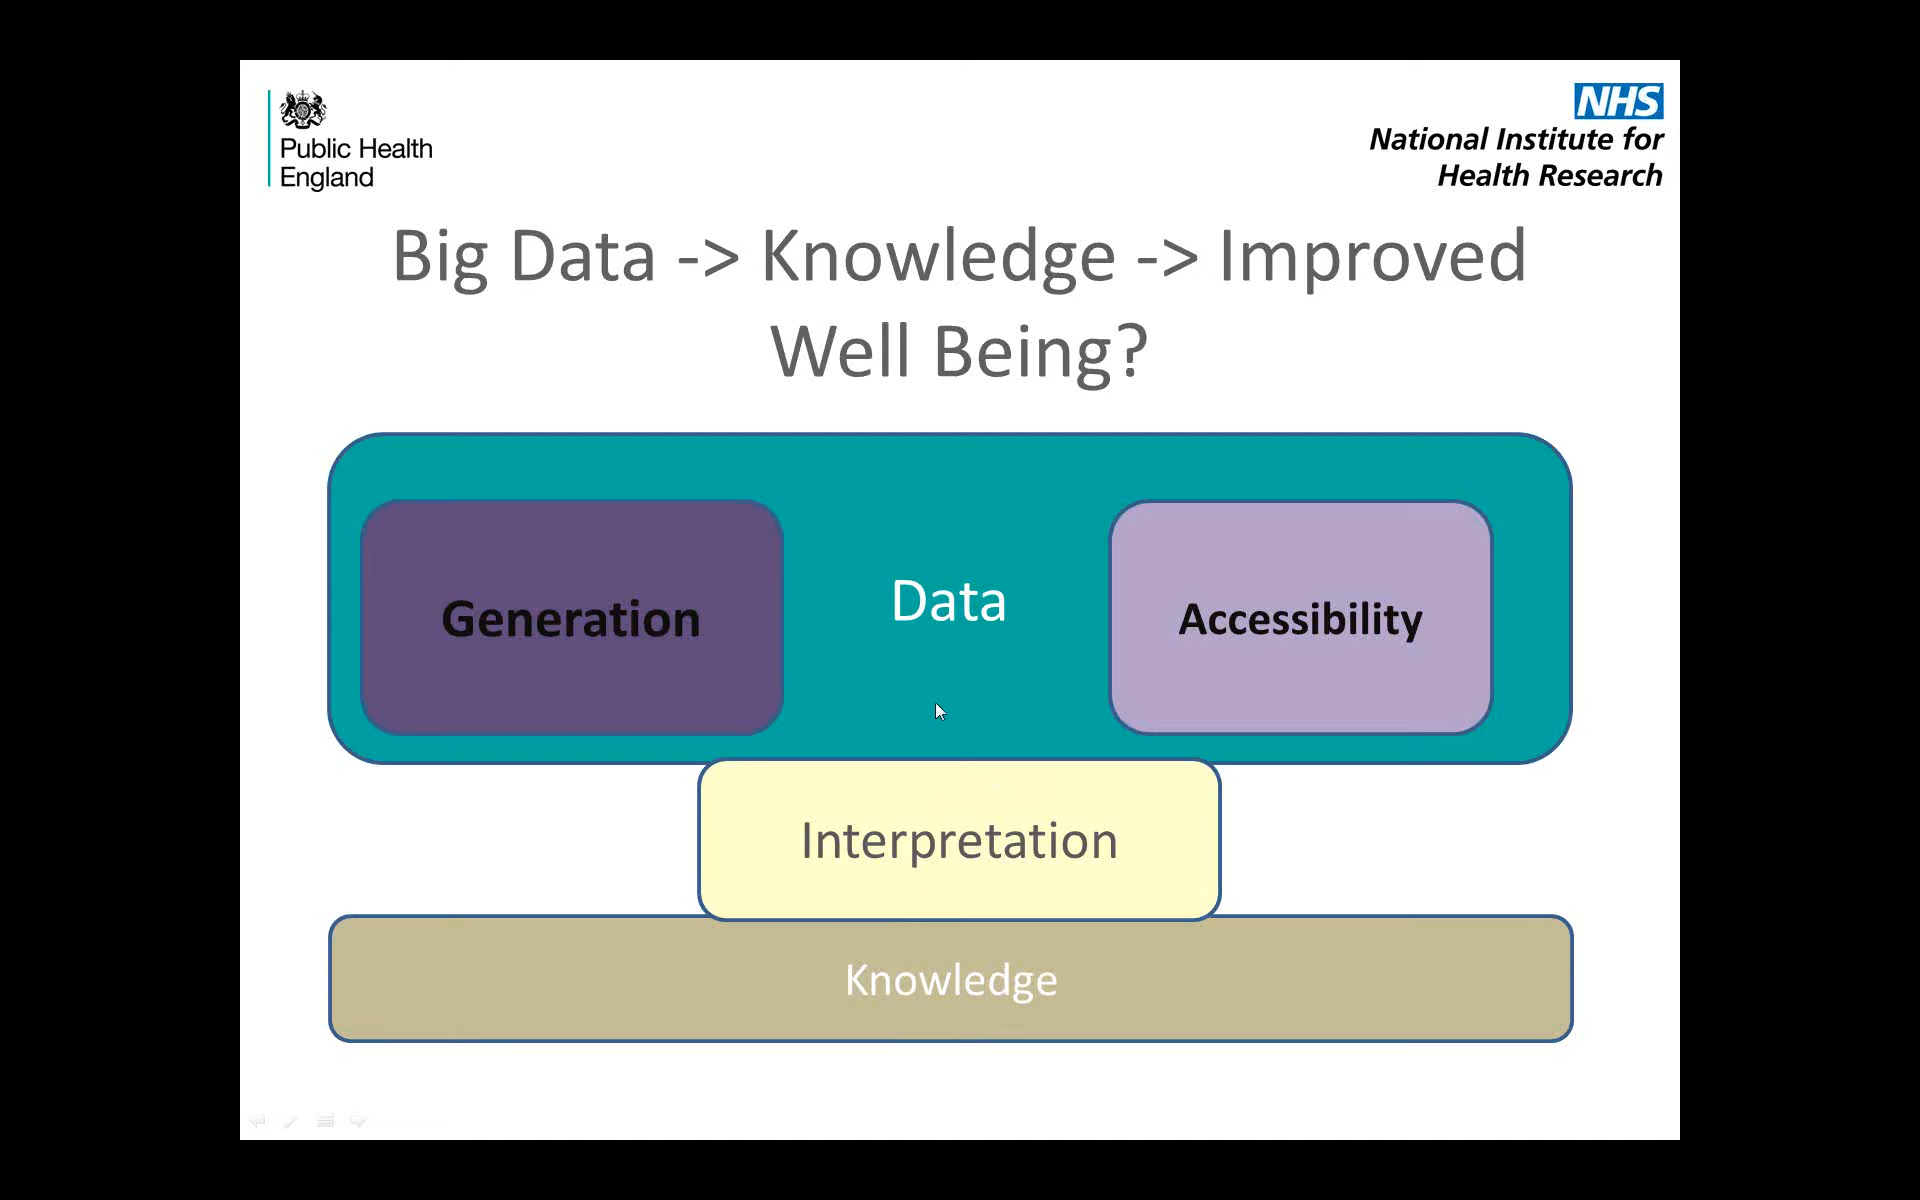 Public Health
England
NHS
National Institute for
Health Research
Big Data -> Knowledge -> Improved
Well Being?
Generation
Data
Accessibility
Interpretation
Knowledge